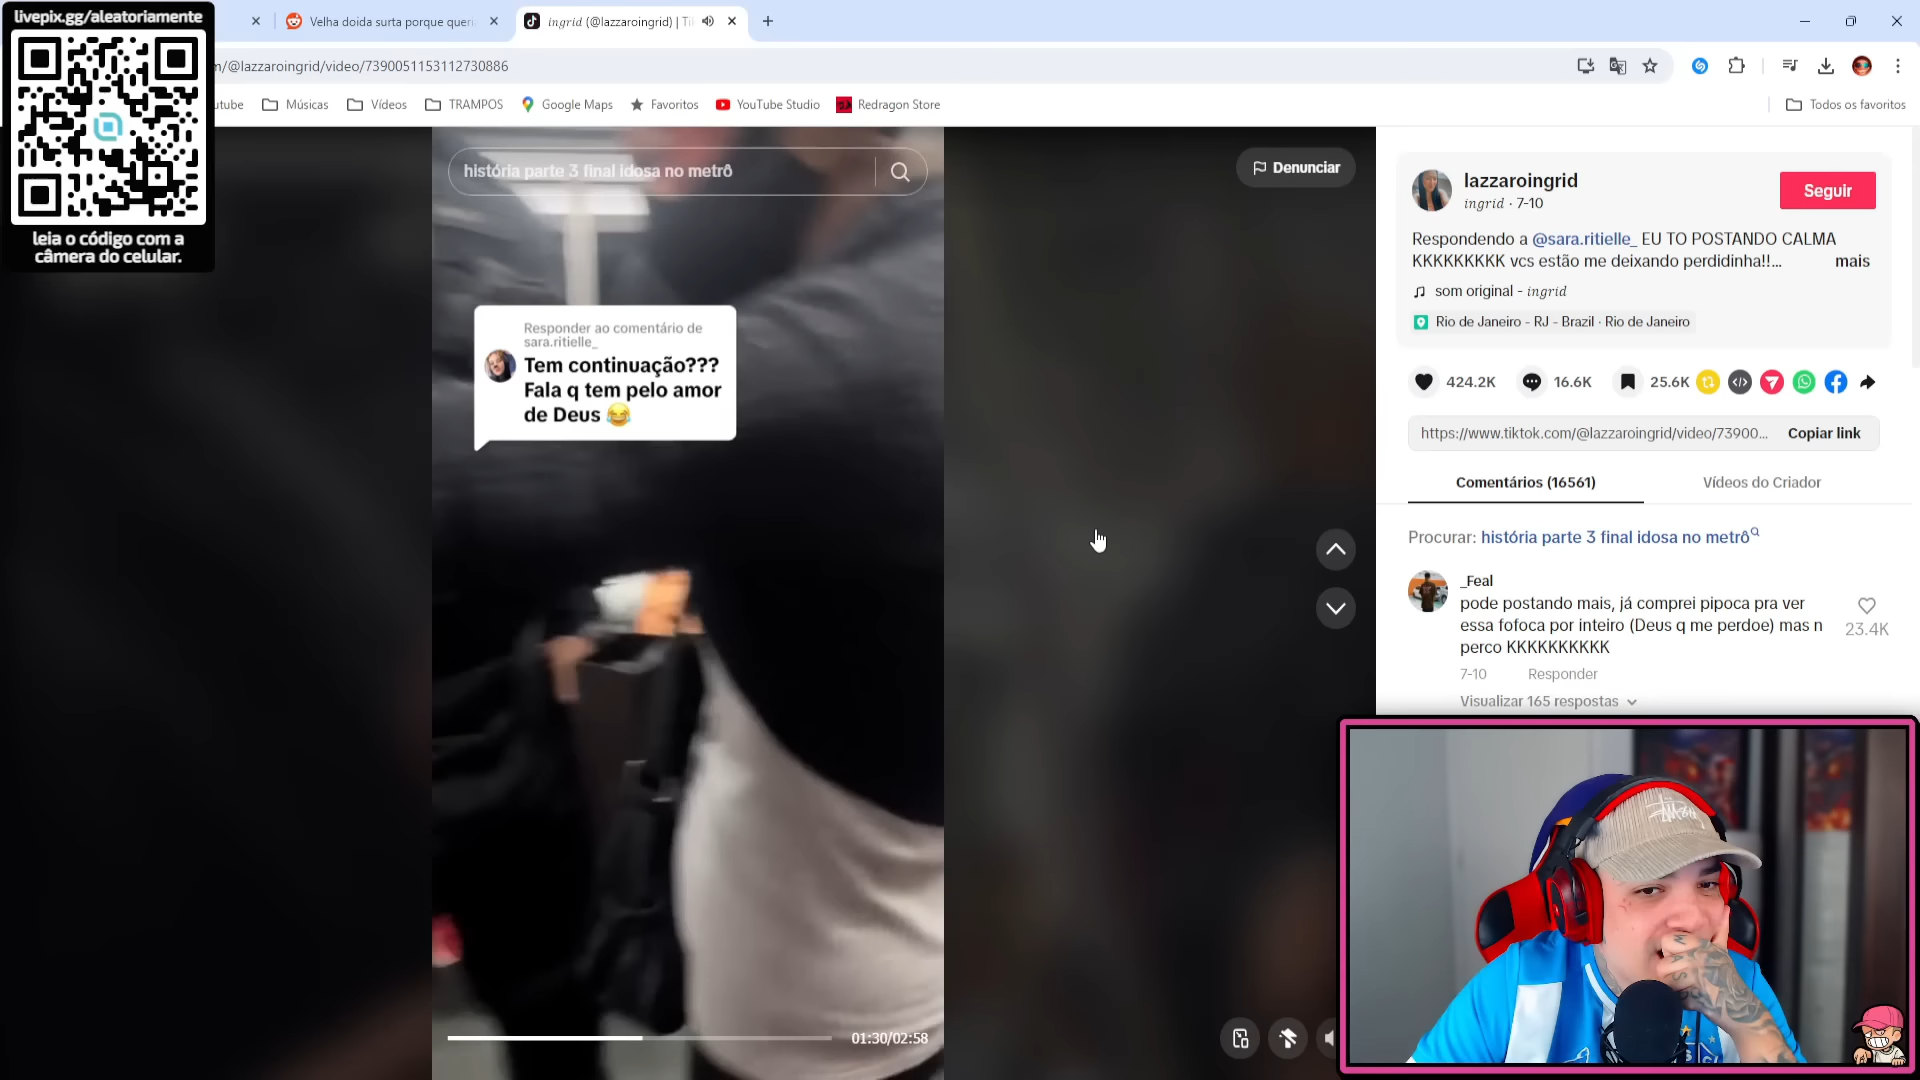 livepix.gg/aleatoriamente
leia o código com a
câmera do celular.
Velha doida surta porque queri
ingrid (@lazzaroingrid) | Ti
/@lazzaroingrid/video/7390051153112730886
utube
Músicas
Vídeos
TRAMPOS
Google Maps
Favoritos
YouTube Studio
Redragon Store
Todos os favoritos
história parte 3 final idosa no metrô
Denunciar
Responder ao comentário de
sara.ritielle_
Tem continuação???
Fala q tem pelo amor
de Deus 😂
01:30/02:58
lazzaroingrid
ingrid · 7-10
Seguir
Respondendo a @sara.ritielle_ EU TO POSTANDO CALMA
KKKKKKKKK vcs estão me deixando perdidinha!!... mais
som original - ingrid
Rio de Janeiro - RJ - Brazil · Rio de Janeiro
424.2K
16.6K
25.6K
https://www.tiktok.com/@lazzaroingrid/video/73900...
Copiar link
Comentários (16561)
Vídeos do Criador
Procurar: história parte 3 final idosa no metrô
_Feal
pode postando mais, já comprei pipoca pra ver
essa fofoca por inteiro (Deus q me perdoe) mas n
perco KKKKKKKKKK
23.4K
7-10
Responder
Visualizar 165 respostas